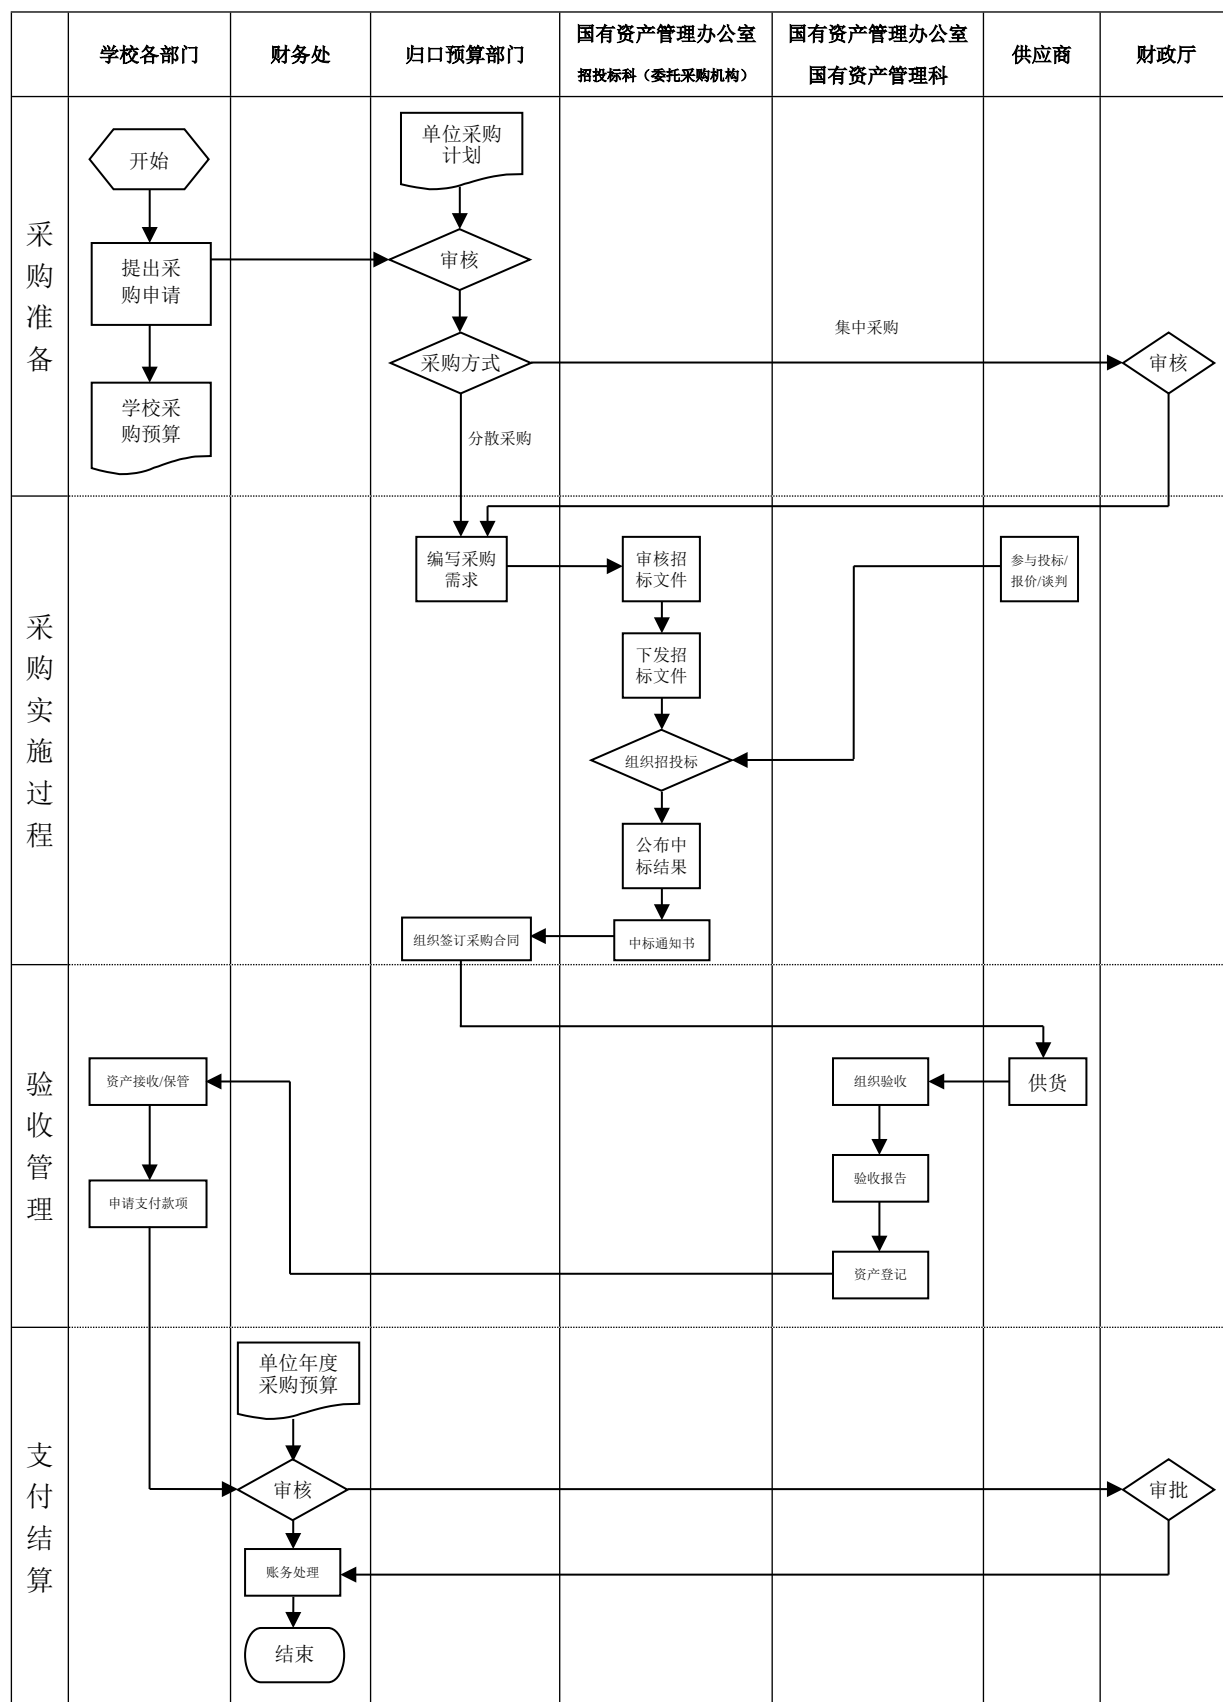 学校各部门
财务处
归口预算部门
国有资产管理办公室
招投标科（委托采购机构）
国有资产管理办公室
国有资产管理科
供应商
财政厅
采
购
准
备
开始
单位采购
计划
提出采
购申请
审核
采购方式
集中采购
审核
学校采
购预算
分散采购
采
购
实
施
过
程
编写采购
需求
审核招
标文件
参与投标/
报价/谈判
下发招
标文件
组织招投标
公布中
标结果
组织签订采购合同
中标通知书
验
收
管
理
资产接收/保管
组织验收
供货
验收报告
申请支付款项
资产登记
支
付
结
算
单位年度
采购预算
审核
审批
账务处理
结束